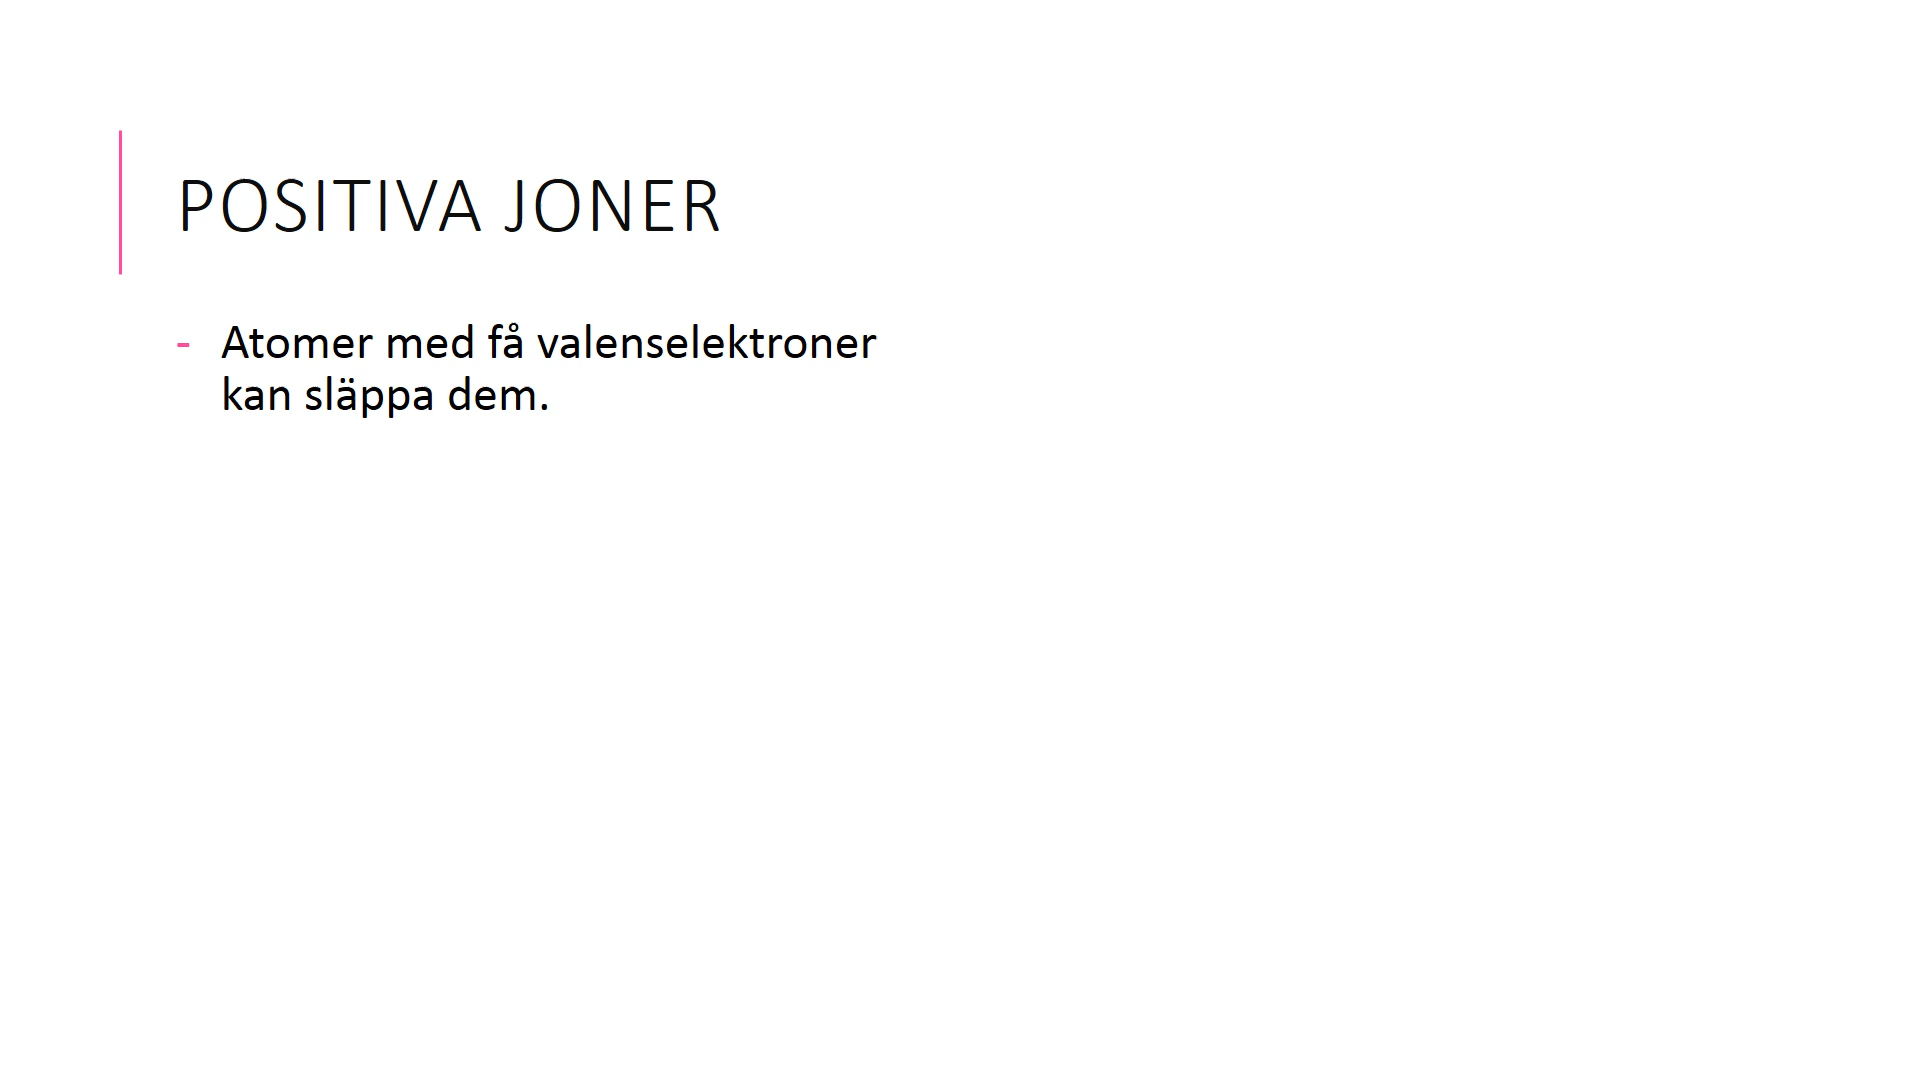 POSITIVA JONER
- Atomer med få valenselektroner
kan släppa dem.